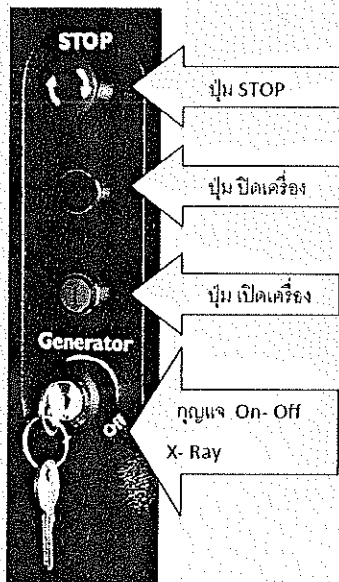 STOP
ปุ่ม STOP
ปุ่ม ปิดเครื่อง
ปุ่ม เปิดเครื่อง
Generator
Off
กุญแจ On- Off
X- Ray